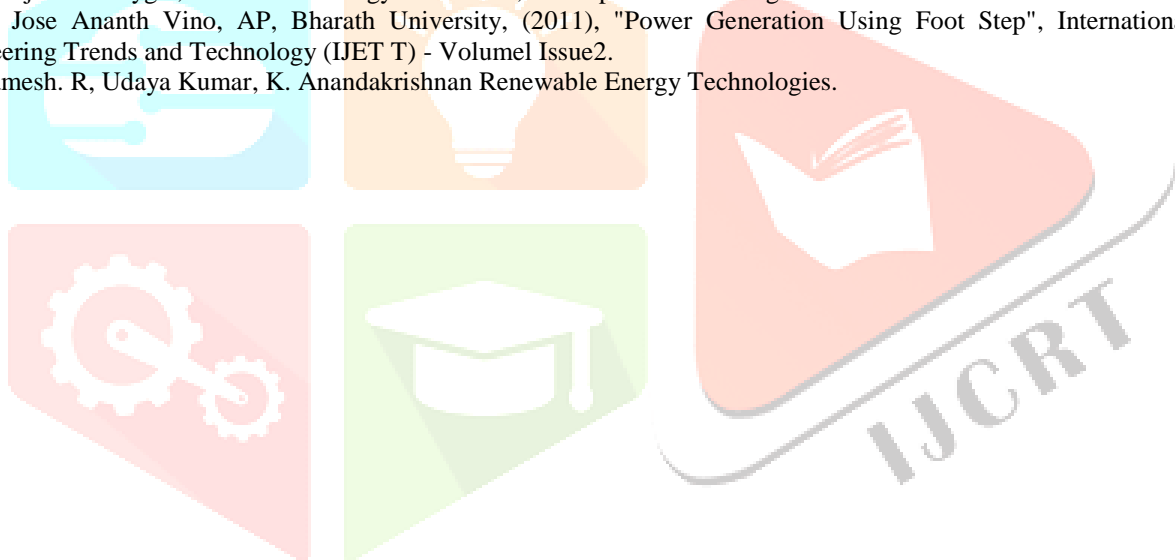 Jose Ananth Vino, AP, Bharath University, (2011), "Power Generation Using Foot Step", Internation
ering Trends and Technology (IJET T) - Volumel Issue2.
mesh. R, Udaya Kumar, K. Anandakrishnan Renewable Energy Technologies.
IJCRT